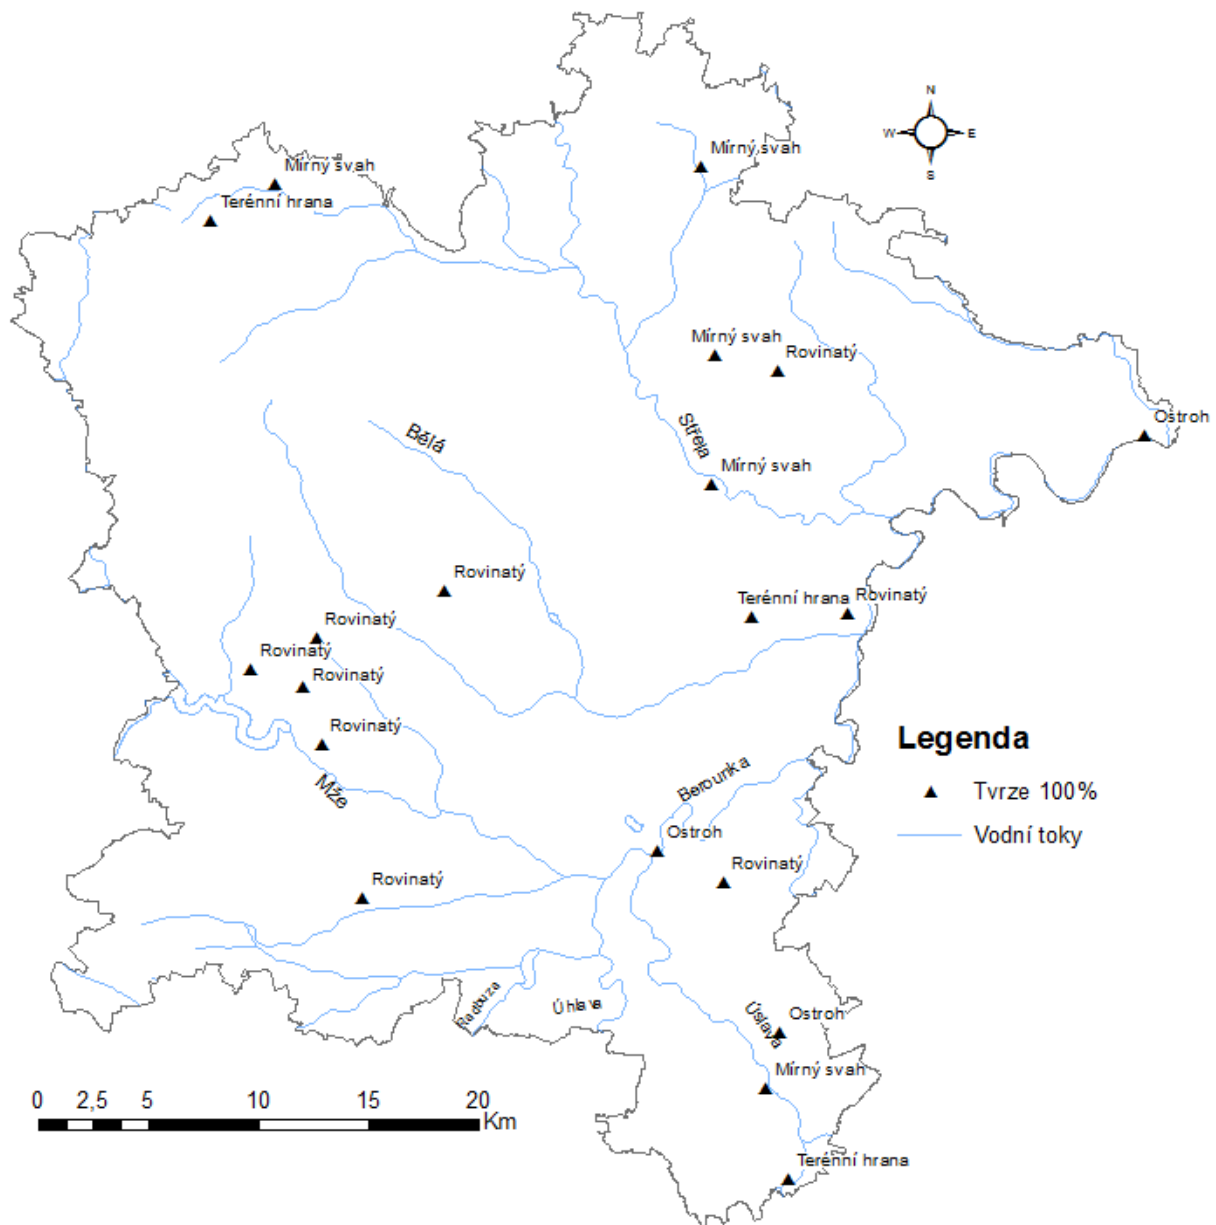 N
W E
S
Mírný svah
Mírný svah
Terénní hrana
Mírný svah
Rovinatý
Ostroh
Střela
Bělá
Mírný svah
Rovinatý
Terénní hrana
Rovinatý
Rovinatý
Rovinatý
Rovinatý
Rovinatý
Legenda
Tvrze 100%
Vodní toky
Mže
Berounka
Ostroh
Rovinatý
Rovinatý
Radbuza
Úhlava
Úslava
Ostroh
Mírný svah
0 2,5 5 10 15 20
Km
Terénní hrana